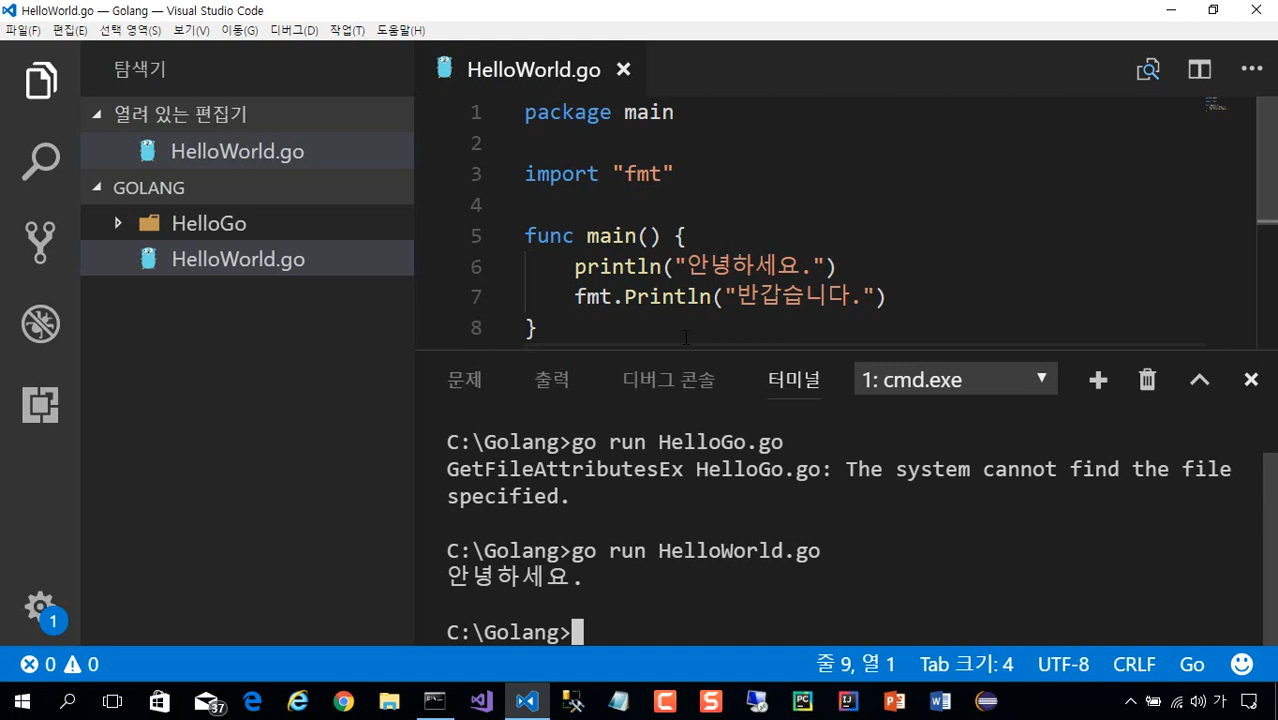 HelloWorld.go — Golang — Visual Studio Code
파일(F) 편집(E) 선택 영역(S) 보기(V) 이동(G) 디버그(D) 작업(T) 도움말(H)
탐색기
열려 있는 편집기
HelloWorld.go
GOLANG
HelloGo
HelloWorld.go
1
HelloWorld.go
1 package main
2
3 import "fmt"
4
5 func main() {
6 println("안녕하세요.")
7 fmt.Println("반갑습니다.")
8 }
문제 출력 디버그 콘솔 터미널 1: cmd.exe
C:\Golang>go run HelloGo.go
GetFileAttributesEx HelloGo.go: The system cannot find the file
specified.
C:\Golang>go run HelloWorld.go
안녕하세요.
C:\Golang>
0 0 줄 9, 열 1 Tab 크기: 4 UTF-8 CRLF Go
37 PC IJ 가